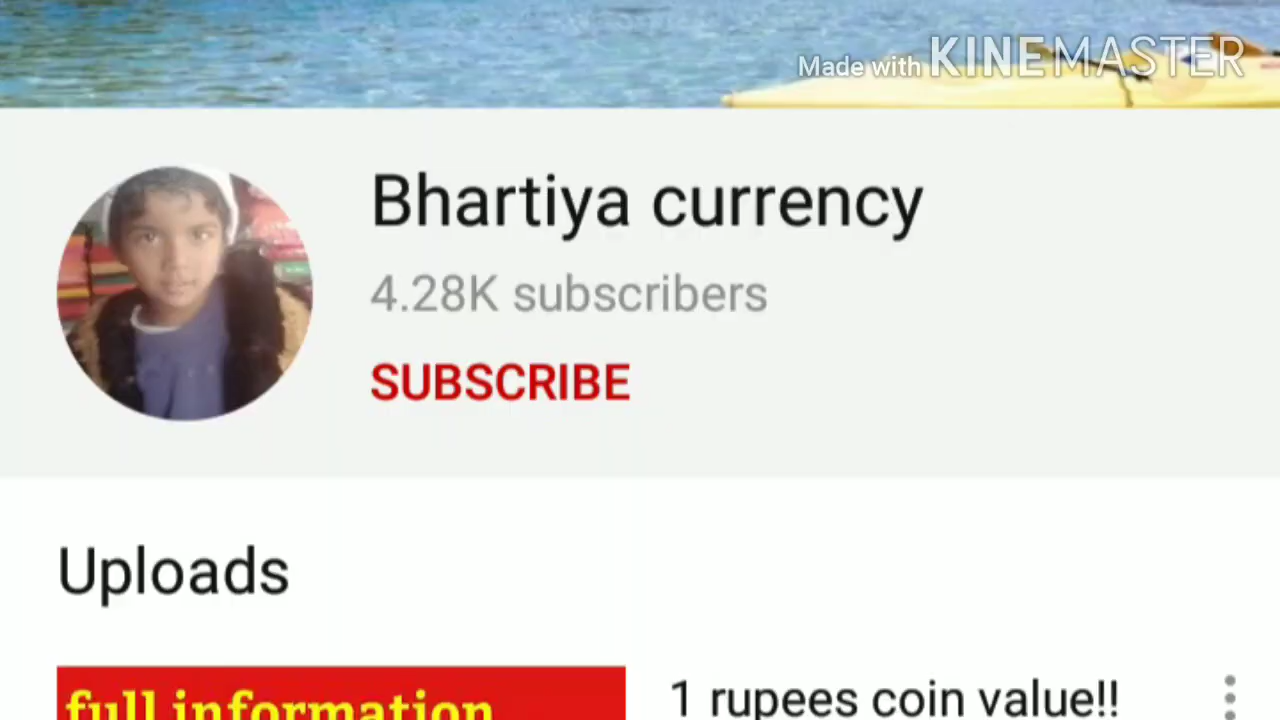 Made with KINEMASTER
Bhartiya currency
4.28K subscribers
SUBSCRIBE
Uploads
full information
1 rupees coin value!!